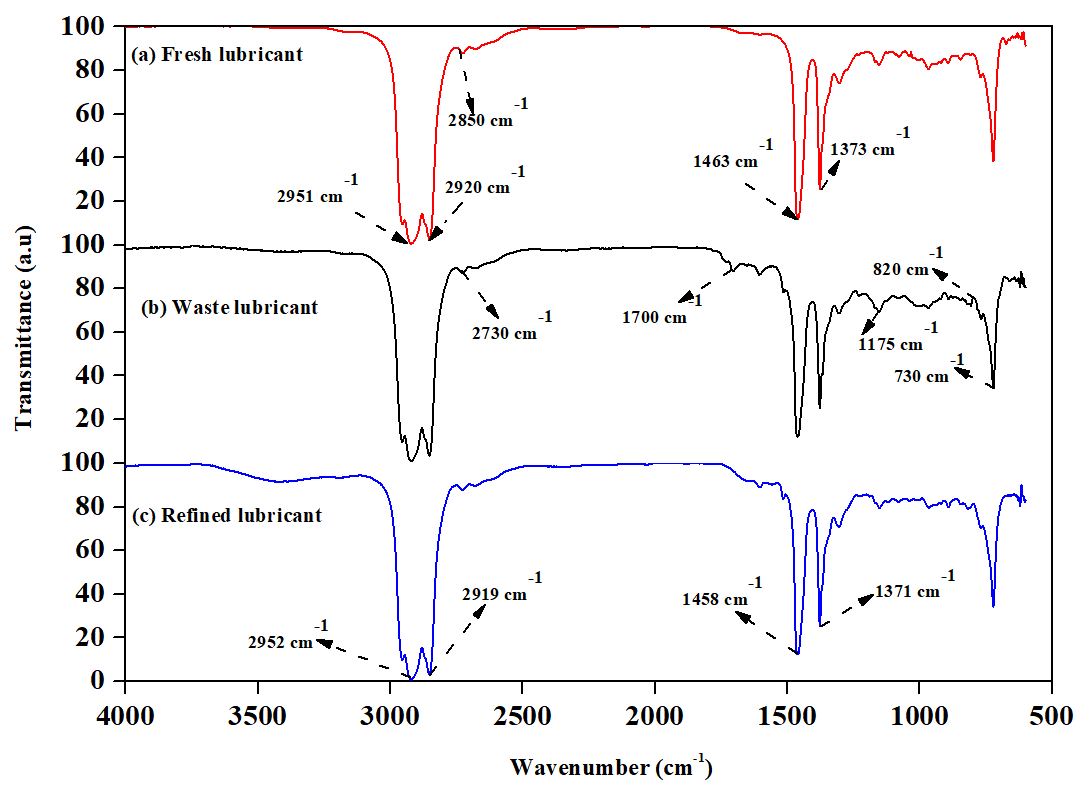 100
(a) Fresh lubricant
80
2850 cm-1
60
1463 cm-1
1373 cm-1
40
2951 cm-1
2920 cm-1
20
100
820 cm-1
80
(b) Waste lubricant
2730 cm-1
1700 cm-1
60
1175 cm-1
730 cm-1
40
20
100
80
(c) Refined lubricant
60
2919 cm-1
1458 cm-1
1371 cm-1
40
2952 cm-1
20
0
4000 3500 3000 2500 2000 1500 1000 500
Wavenumber (cm-1)
Transmittance (a.u)